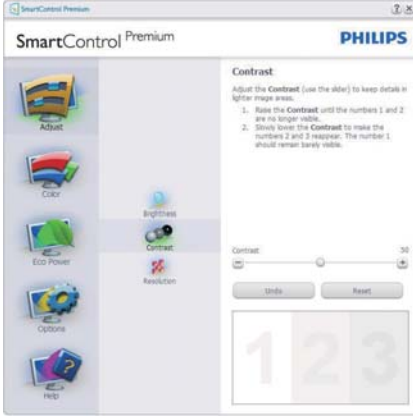 SmartControl Premium
SmartControl Premium
PHILIPS
Adjust
Color
Eco Power
Options
Help
Brightness
Contrast
Resolution
Contrast
Adjust the Contrast (use the slider) to keep details in
lighter image areas.
1. Raise the Contrast until the numbers 1 and 2
are no longer visible.
2. Slowly lower the Contrast to make the
numbers 2 and 3 reappear. The number 1
should remain barely visible.
Contrast
50
Undo
Reset
1 2 3